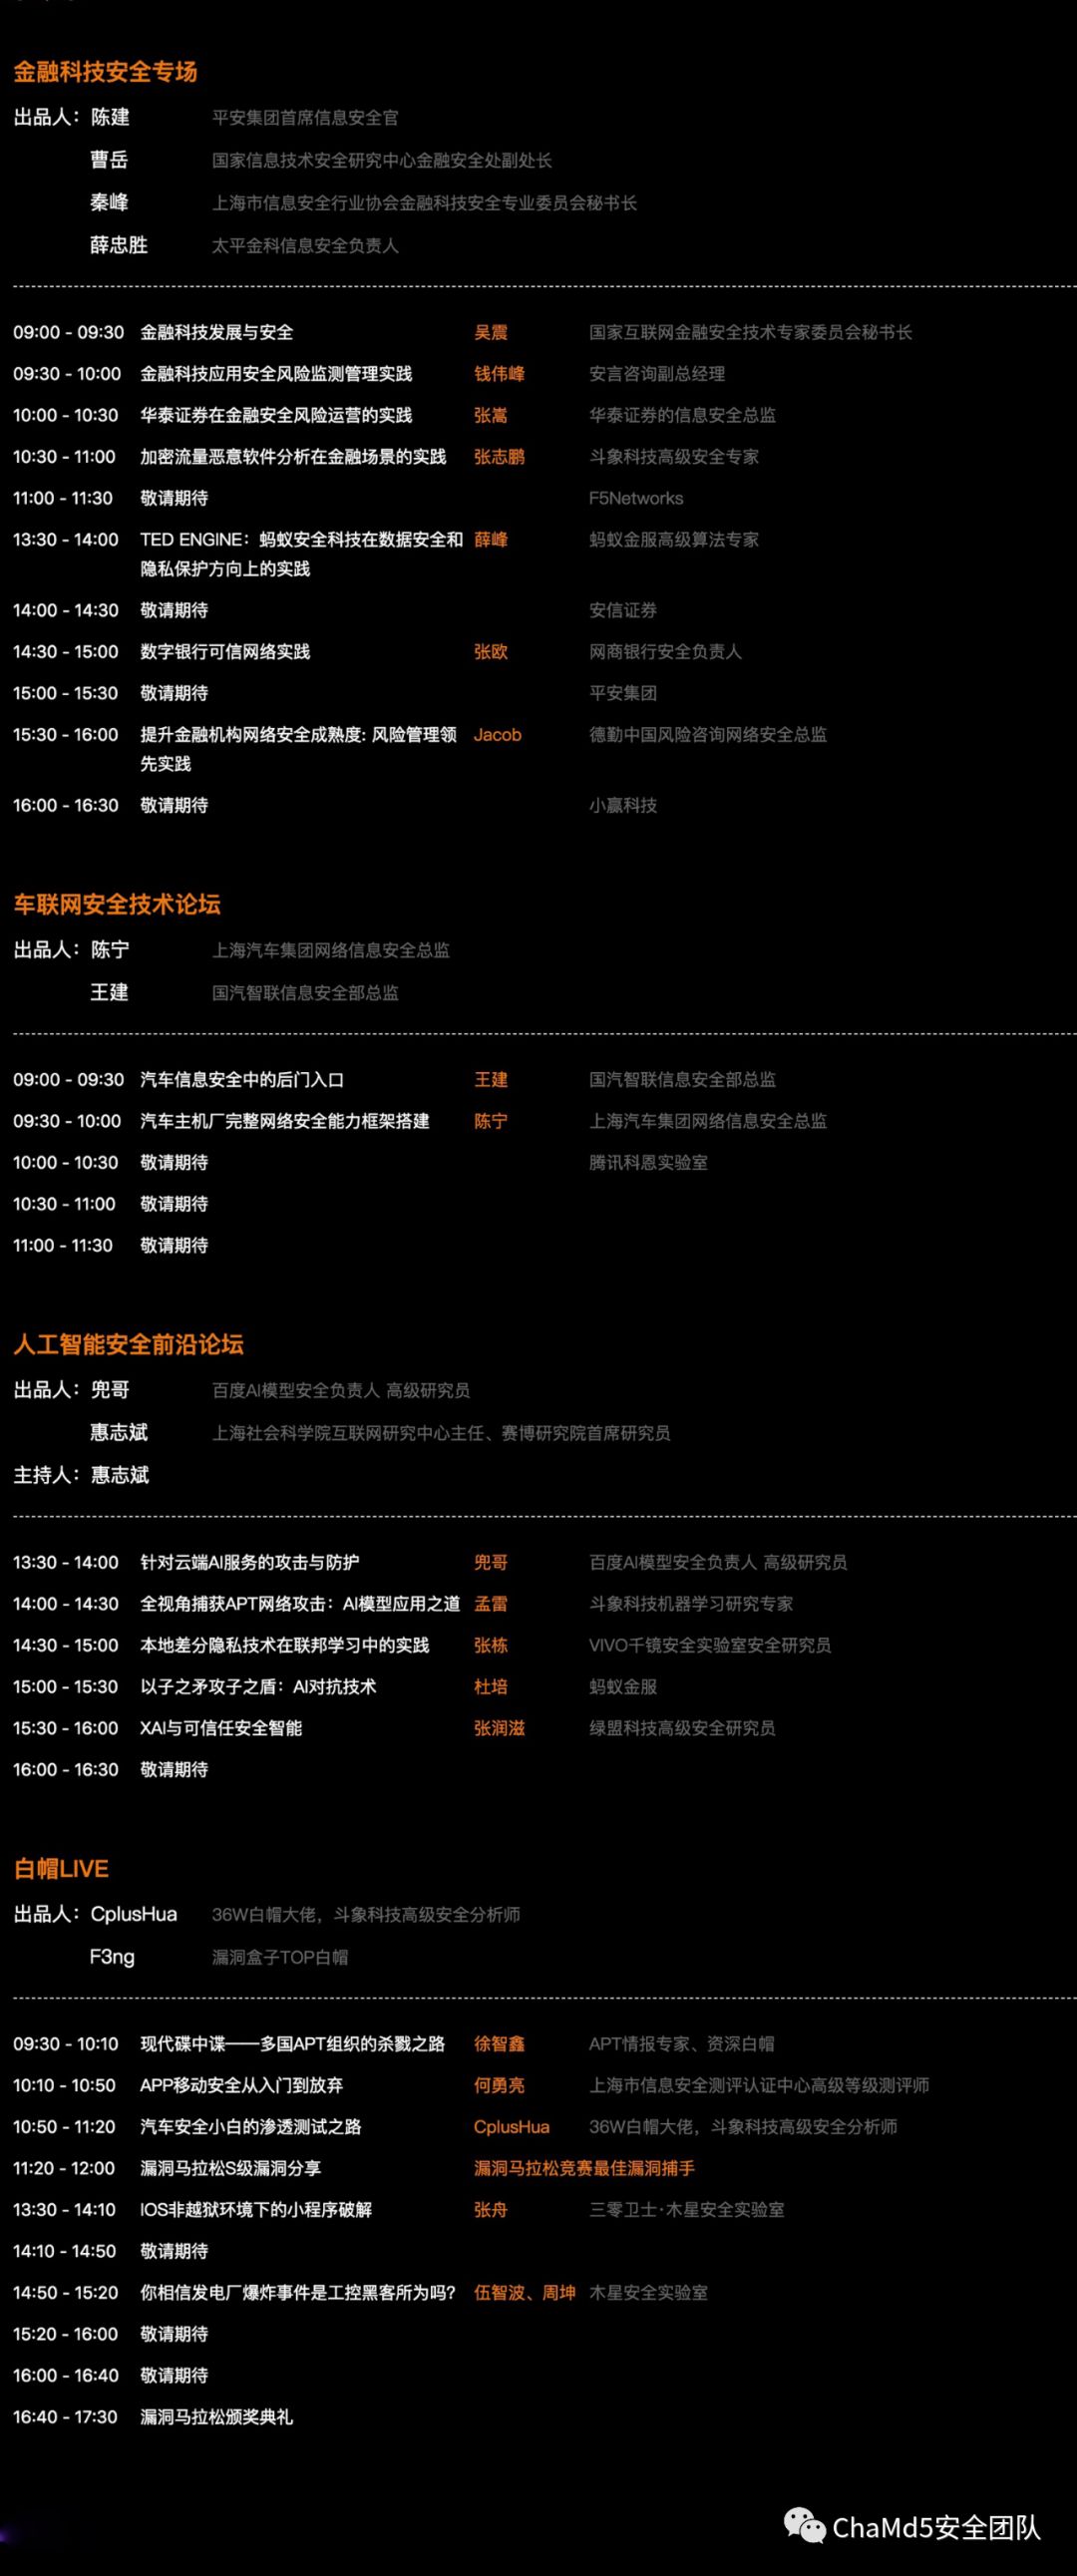 金融科技安全专场
出品人：陈建 平安集团首席信息安全官
曹岳 国家信息技术安全研究中心金融安全处副处长
秦峰 上海市信息安全行业协会金融科技安全专业委员会秘书长
薛忠胜 太平金科信息安全负责人
09:00 - 09:30 金融科技发展与安全 吴震 国家互联网金融安全技术专家委员会秘书长
09:30 - 10:00 金融科技应用安全风险监测管理实践 钱伟峰 安言咨询副总经理
10:00 - 10:30 华泰证券在金融安全风险运营的实践 张嵩 华泰证券的信息安全总监
10:30 - 11:00 加密流量恶意软件分析在金融场景的实践 张志鹏 斗象科技高级安全专家
11:00 - 11:30 敬请期待 F5Networks
13:30 - 14:00 TED ENGINE：蚂蚁安全科技在数据安全和 薛峰 蚂蚁金服高级算法专家
隐私保护方向上的实践
14:00 - 14:30 敬请期待 安信证券
14:30 - 15:00 数字银行可信网络实践 张欧 网商银行安全负责人
15:00 - 15:30 敬请期待 平安集团
15:30 - 16:00 提升金融机构网络安全成熟度: 风险管理领 Jacob 德勤中国风险咨询网络安全总监
先实践
16:00 - 16:30 敬请期待 小赢科技
车联网安全技术论坛
出品人：陈宁 上海汽车集团网络信息安全总监
王建 国汽智联信息安全部总监
09:00 - 09:30 汽车信息安全中的后门入口 王建 国汽智联信息安全部总监
09:30 - 10:00 汽车主机厂完整网络安全能力框架搭建 陈宁 上海汽车集团网络信息安全总监
10:00 - 10:30 敬请期待 腾讯科恩实验室
10:30 - 11:00 敬请期待
11:00 - 11:30 敬请期待
人工智能安全前沿论坛
出品人：兜哥 百度AI模型安全负责人 高级研究员
惠志斌 上海社会科学院互联网研究中心主任、赛博研究院首席研究员
主持人：惠志斌
13:30 - 14:00 针对云端AI服务的攻击与防护 兜哥 百度AI模型安全负责人 高级研究员
14:00 - 14:30 全视角捕获APT网络攻击：AI模型应用之道 孟雷 斗象科技机器学习研究专家
14:30 - 15:00 本地差分隐私技术在联邦学习中的实践 张栋 VIVO千镜安全实验室安全研究员
15:00 - 15:30 以子之矛攻子之盾：AI对抗技术 杜培 蚂蚁金服
15:30 - 16:00 XAI与可信任安全智能 张润滋 绿盟科技高级安全研究员
16:00 - 16:30 敬请期待
白帽LIVE
出品人：CplusHua 36W白帽大佬，斗象科技高级安全分析师
F3ng 漏洞盒子TOP白帽
09:30 - 10:10 现代碟中谍——多国APT组织的杀戮之路 徐智鑫 APT情报专家、资深白帽
10:10 - 10:50 APP移动安全从入门到放弃 何勇亮 上海市信息安全测评认证中心高级等级测评师
10:50 - 11:20 汽车安全小白的渗透测试之路 CplusHua 36W白帽大佬，斗象科技高级安全分析师
11:20 - 12:00 漏洞马拉松S级漏洞分享 漏洞马拉松竞赛最佳漏洞捕手
13:30 - 14:10 IOS非越狱环境下的小程序破解 张舟 三零卫士·木星安全实验室
14:10 - 14:50 敬请期待
14:50 - 15:20 你相信发电厂爆炸事件是工控黑客所为吗？ 伍智波、周坤 木星安全实验室
15:20 - 16:00 敬请期待
16:00 - 16:40 敬请期待
16:40 - 17:30 漏洞马拉松颁奖典礼
ChaMd5安全团队